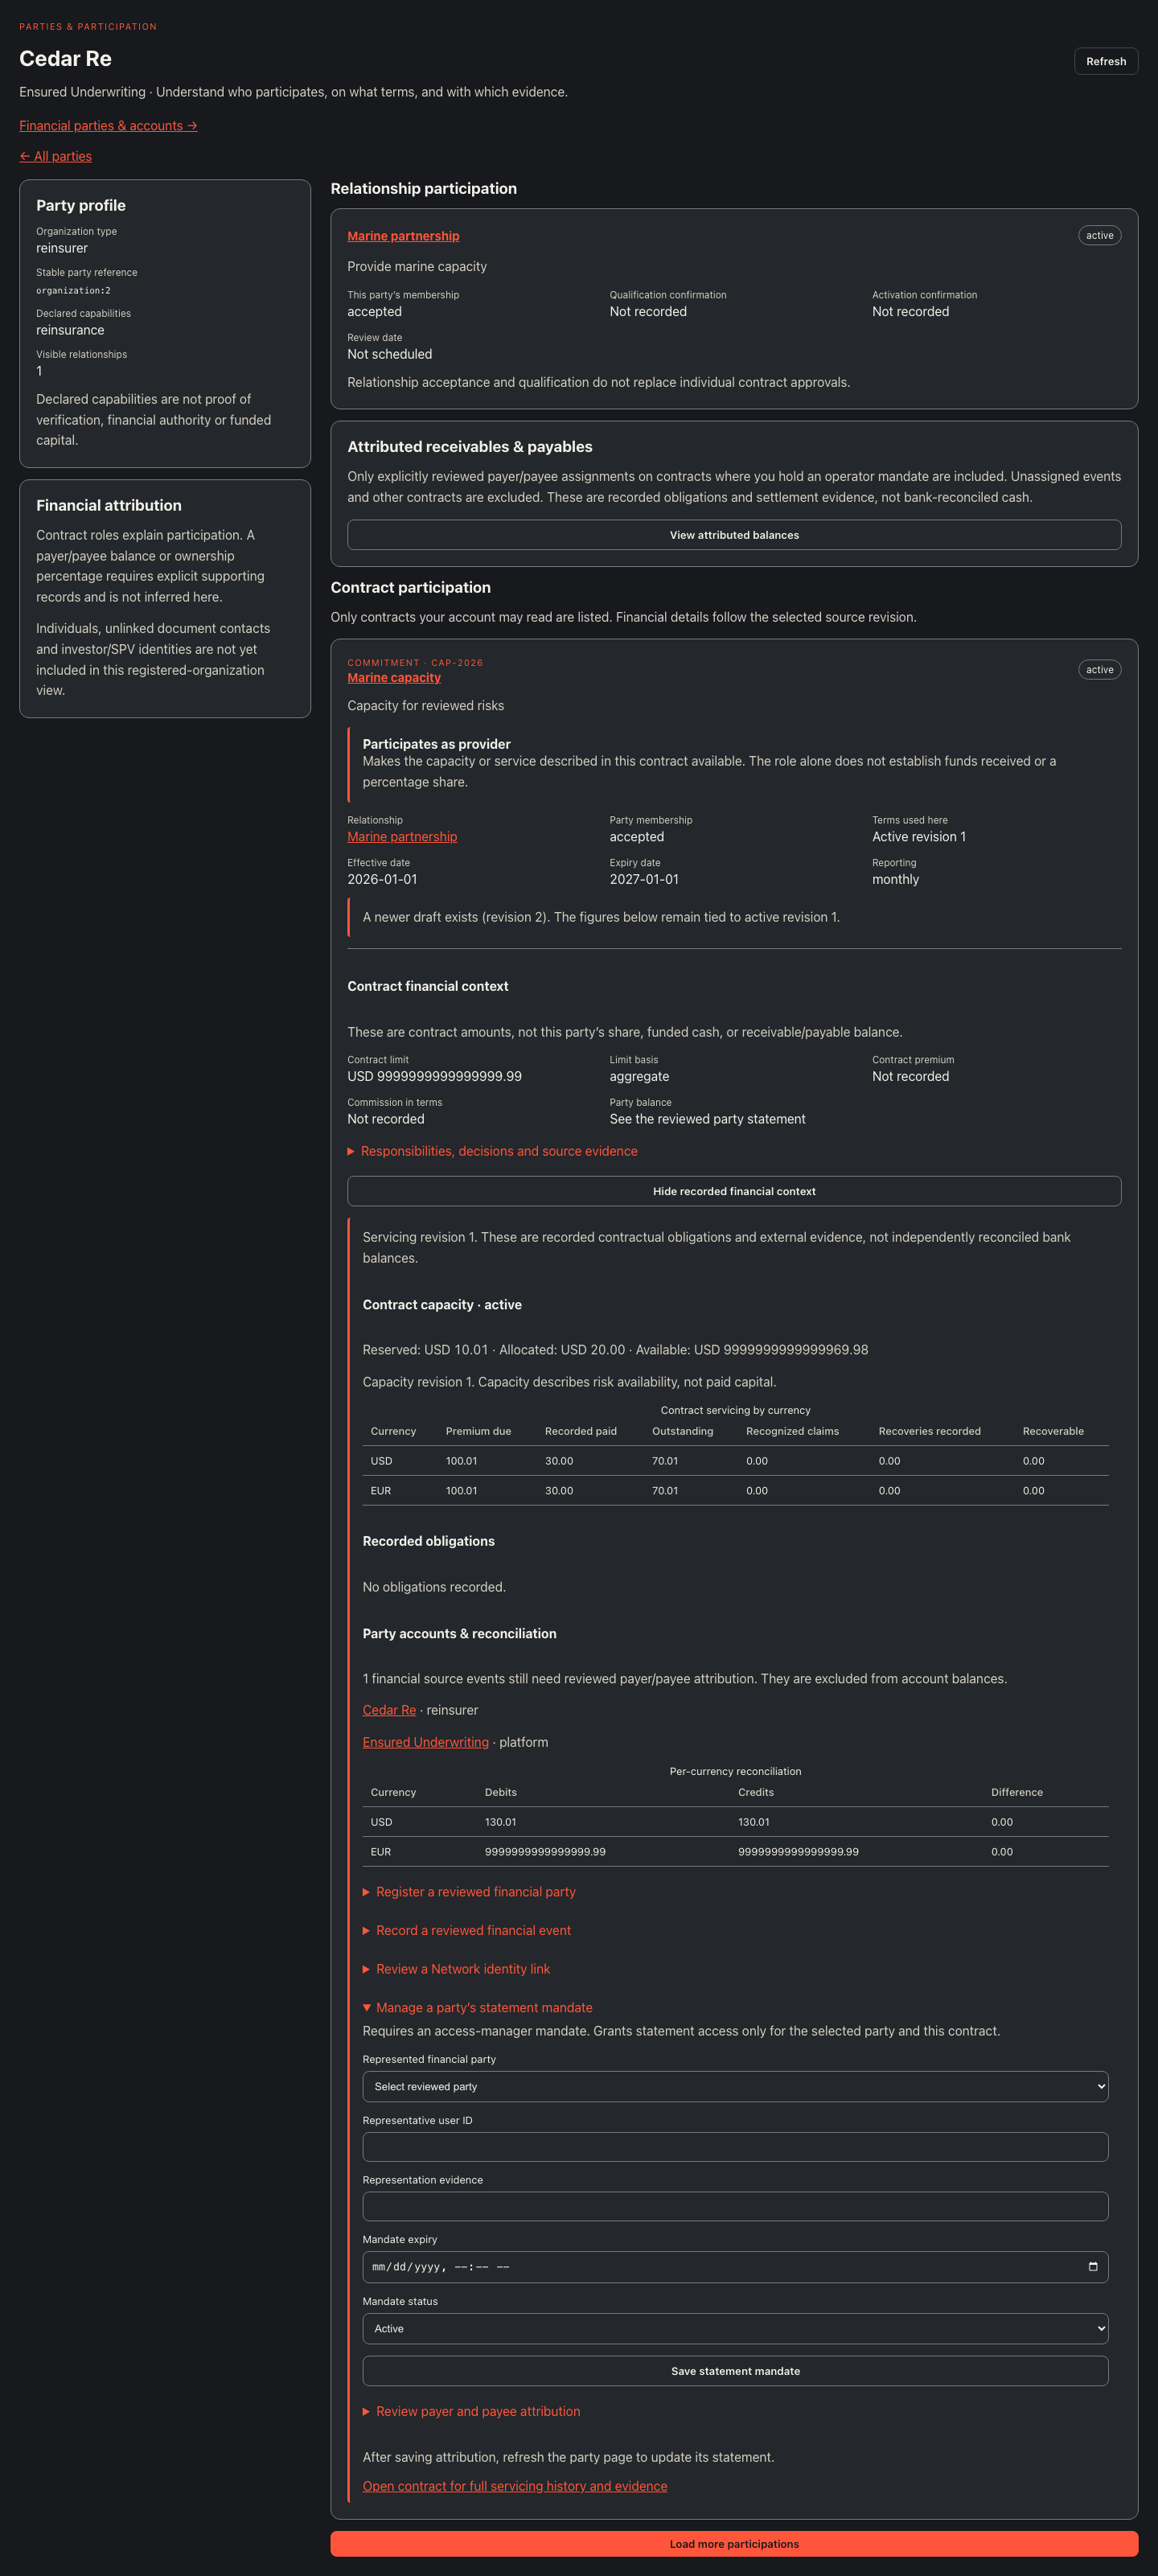 PARTIES & PARTICIPATION
Cedar Re
Refresh
Ensured Underwriting · Understand who participates, on what terms, and with which evidence.
Financial parties & accounts →
← All parties
Party profile
Organization type
reinsurer
Stable party reference
organization:2
Declared capabilities
reinsurance
Visible relationships
1
Declared capabilities are not proof of
verification, financial authority or funded
capital.
Financial attribution
Contract roles explain participation. A
payer/payee balance or ownership
percentage requires explicit supporting
records and is not inferred here.
Individuals, unlinked document contacts
and investor/SPV identities are not yet
included in this registered-organization
view.
Relationship participation
Marine partnership
active
Provide marine capacity
This party's membership
accepted
Qualification confirmation
Not recorded
Activation confirmation
Not recorded
Review date
Not scheduled
Relationship acceptance and qualification do not replace individual contract approvals.
Attributed receivables & payables
Only explicitly reviewed payer/payee assignments on contracts where you hold an operator mandate are included. Unassigned events
and other contracts are excluded. These are recorded obligations and settlement evidence, not bank-reconciled cash.
View attributed balances
Contract participation
Only contracts your account may read are listed. Financial details follow the selected source revision.
COMMITMENT · CAP-2026
Marine capacity
active
Capacity for reviewed risks
Participates as provider
Makes the capacity or service described in this contract available. The role alone does not establish funds received or a
percentage share.
Relationship
Marine partnership
Party membership
accepted
Terms used here
Active revision 1
Effective date
2026-01-01
Expiry date
2027-01-01
Reporting
monthly
A newer draft exists (revision 2). The figures below remain tied to active revision 1.
Contract financial context
These are contract amounts, not this party's share, funded cash, or receivable/payable balance.
Contract limit
USD 9999999999999999.99
Limit basis
aggregate
Contract premium
Not recorded
Commission in terms
Not recorded
Party balance
See the reviewed party statement
▶ Responsibilities, decisions and source evidence
Hide recorded financial context
Servicing revision 1. These are recorded contractual obligations and external evidence, not independently reconciled bank
balances.
Contract capacity · active
Reserved: USD 10.01 · Allocated: USD 20.00 · Available: USD 9999999999999969.98
Capacity revision 1. Capacity describes risk availability, not paid capital.
Contract servicing by currency
Currency Premium due Recorded paid Outstanding Recognized claims Recoveries recorded Recoverable
USD 100.01 30.00 70.01 0.00 0.00 0.00
EUR 100.01 30.00 70.01 0.00 0.00 0.00
Recorded obligations
No obligations recorded.
Party accounts & reconciliation
1 financial source events still need reviewed payer/payee attribution. They are excluded from account balances.
Cedar Re · reinsurer
Ensured Underwriting · platform
Per-currency reconciliation
Currency Debits Credits Difference
USD 130.01 130.01 0.00
EUR 9999999999999999.99 9999999999999999.99 0.00
▶ Register a reviewed financial party
▶ Record a reviewed financial event
▶ Review a Network identity link
▼ Manage a party's statement mandate
Requires an access-manager mandate. Grants statement access only for the selected party and this contract.
Represented financial party
Select reviewed party
Representative user ID
Representation evidence
Mandate expiry
mm/dd/yyyy, --:-- --
Mandate status
Active
Save statement mandate
▶ Review payer and payee attribution
After saving attribution, refresh the party page to update its statement.
Open contract for full servicing history and evidence
Load more participations